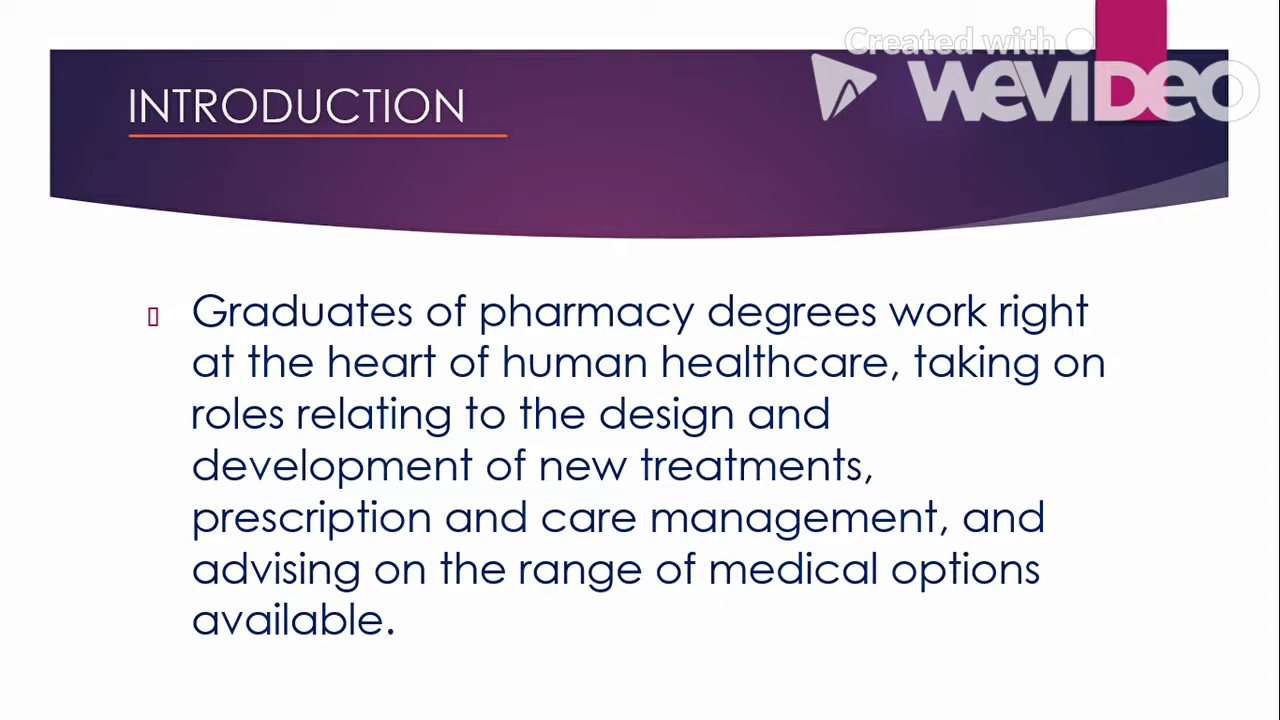 Created with
WEVIDEO
INTRODUCTION
Graduates of pharmacy degrees work right
at the heart of human healthcare, taking on
roles relating to the design and
development of new treatments,
prescription and care management, and
advising on the range of medical options
available.